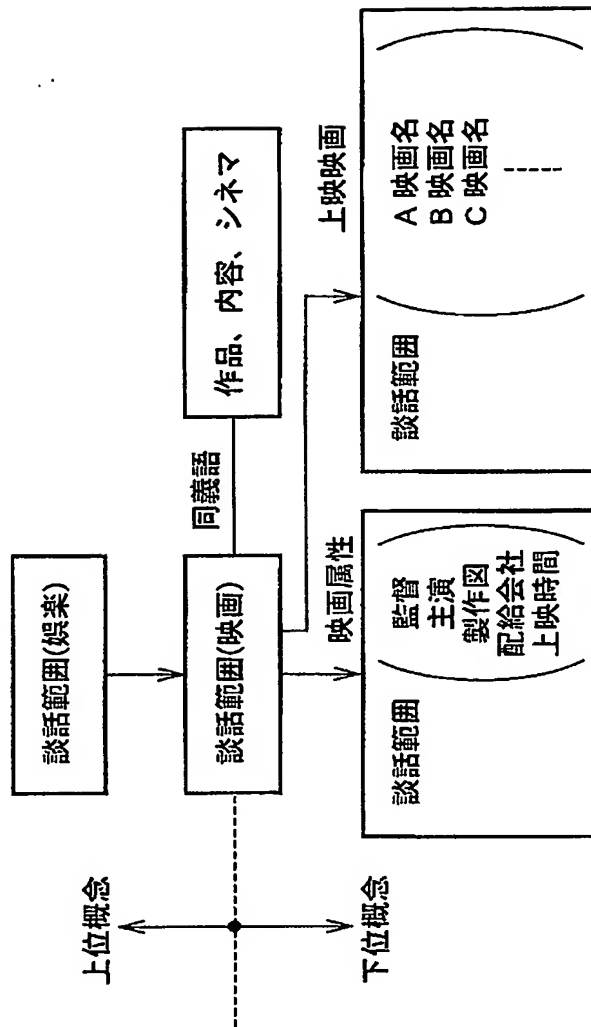 上位概念
下位概念
談話範囲(娯楽)
談話範囲(映画)
同義語
作品、内容、シネマ
映画属性
談話範囲
監督
主演
製作図
配給会社
上映時間
上映映画
談話範囲
A 映画名
B 映画名
C 映画名